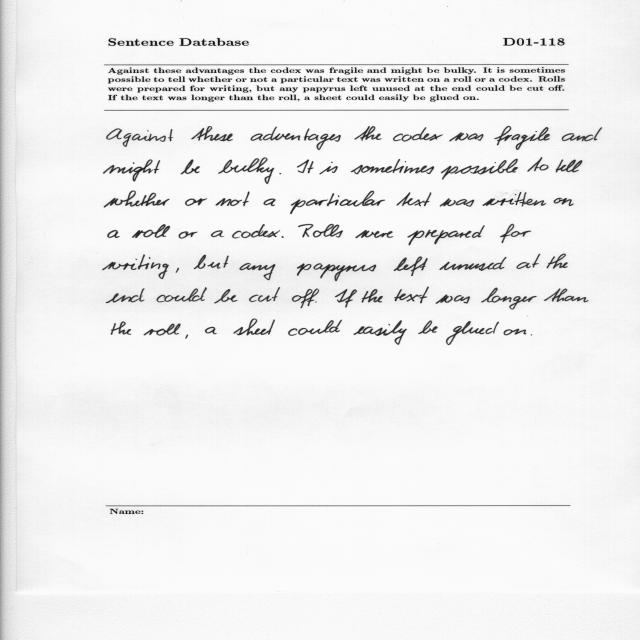 Sentence Database D01-118
Against these advantages the codex was fragile and might be bulky. It is sometimes
possible to tell whether or not a particular text was written on a roll or a codex. Rolls
were prepared for writing, but any papyrus left unused at the end could be cut off.
If the text was longer than the roll, a sheet could easily be glued on.
Against these adventages the codex was fragile and
might be bulky. It is sometimes possible to tell
whether or not a particular text was written on
a roll or a codex. Rolls were prepared for
writing, but any papyrus left unused at the
end could be cut off. If the text was longer than
the roll, a sheet could easily be glued on.
Name: